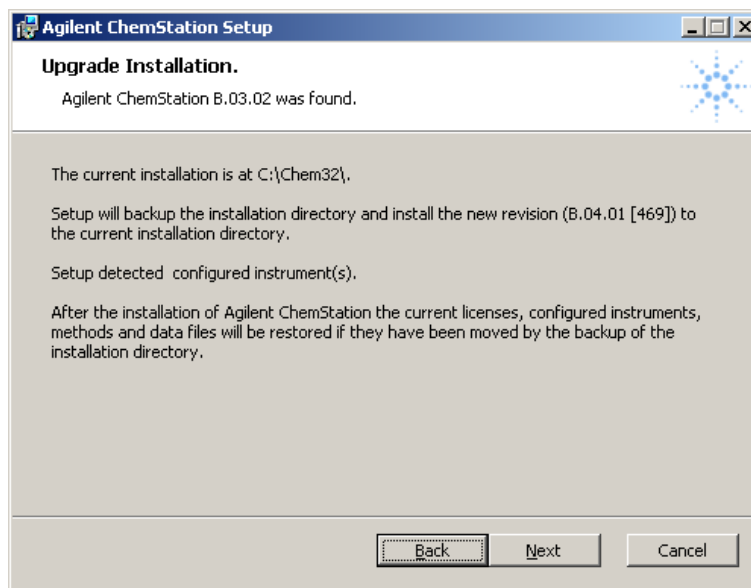 Agilent ChemStation Setup
Upgrade Installation.
Agilent ChemStation B.03.02 was found.
The current installation is at C:\Chem32\.
Setup will backup the installation directory and install the new revision (B.04.01 [469]) to
the current installation directory.
Setup detected  configured instrument(s).
After the installation of Agilent ChemStation the current licenses, configured instruments,
methods and data files will be restored if they have been moved by the backup of the
installation directory.
Back
Next
Cancel